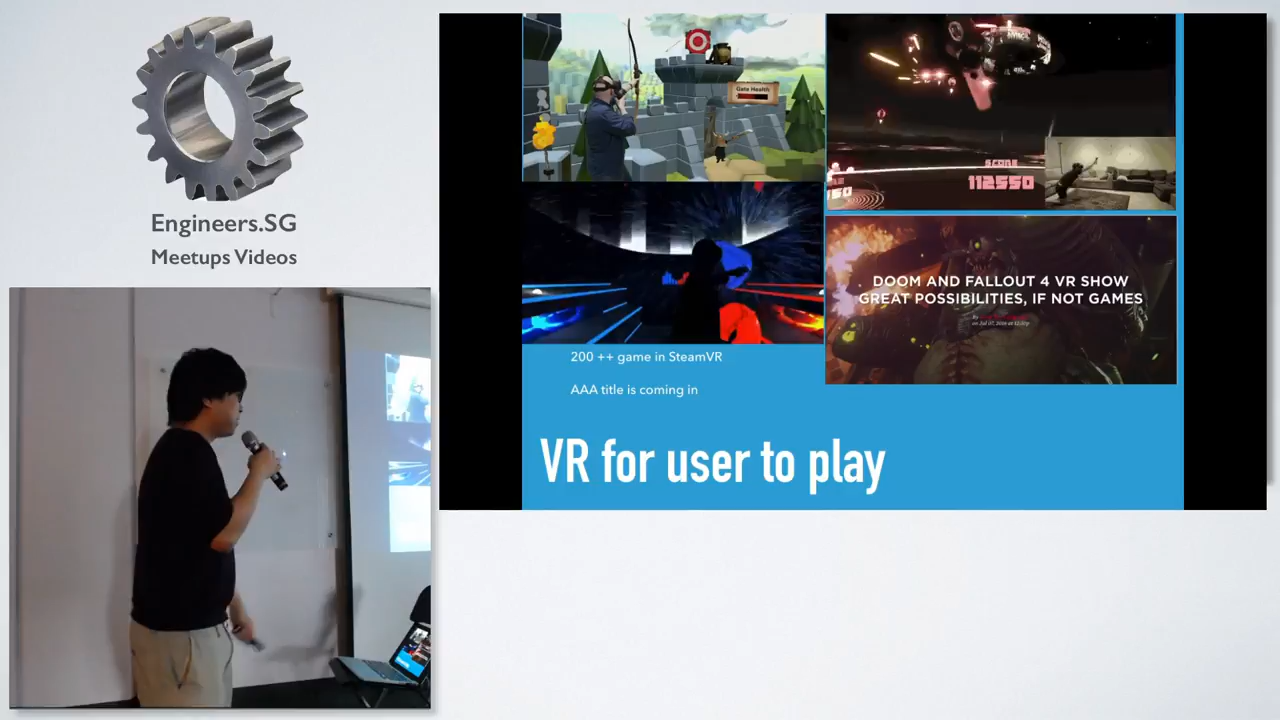 Engineers.SG
Meetups Videos
Gate Health
SCORE
112550
DOOM AND FALLOUT 4 VR SHOW
GREAT POSSIBILITIES, IF NOT GAMES
200 ++ game in SteamVR
AAA title is coming in
VR for user to play